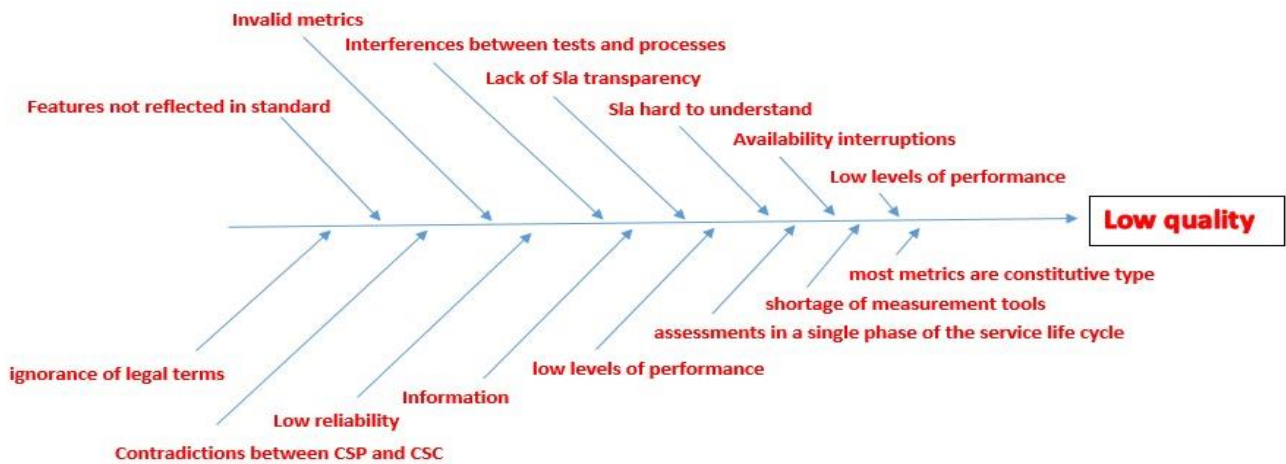 Invalid metrics
Interferences between tests and processes
Lack of Sla transparency
Features not reflected in standard
Sla hard to understand
Availability interruptions
Low levels of performance
Low quality
most metrics are constitutive type
shortage of measurement tools
assessments in a single phase of the service life cycle
low levels of performance
ignorance of legal terms
Information
Low reliability
Contradictions between CSP and CSC